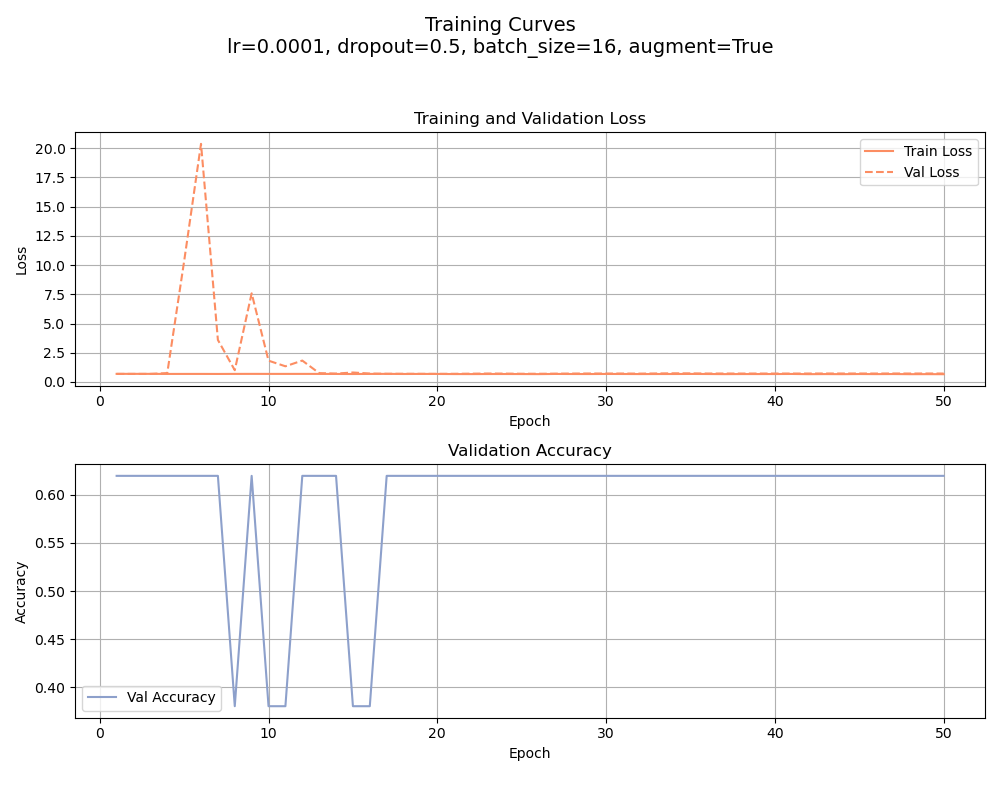 Training Curves
lr=0.0001, dropout=0.5, batch_size=16, augment=True
Training and Validation Loss
20.0
17.5
15.0
12.5
10.0
7.5
5.0
2.5
0.0
Loss
Train Loss
Val Loss
0 10 20 30 40 50
Epoch
Validation Accuracy
0.60
0.55
0.50
0.45
0.40
Accuracy
Val Accuracy
0 10 20 30 40 50
Epoch